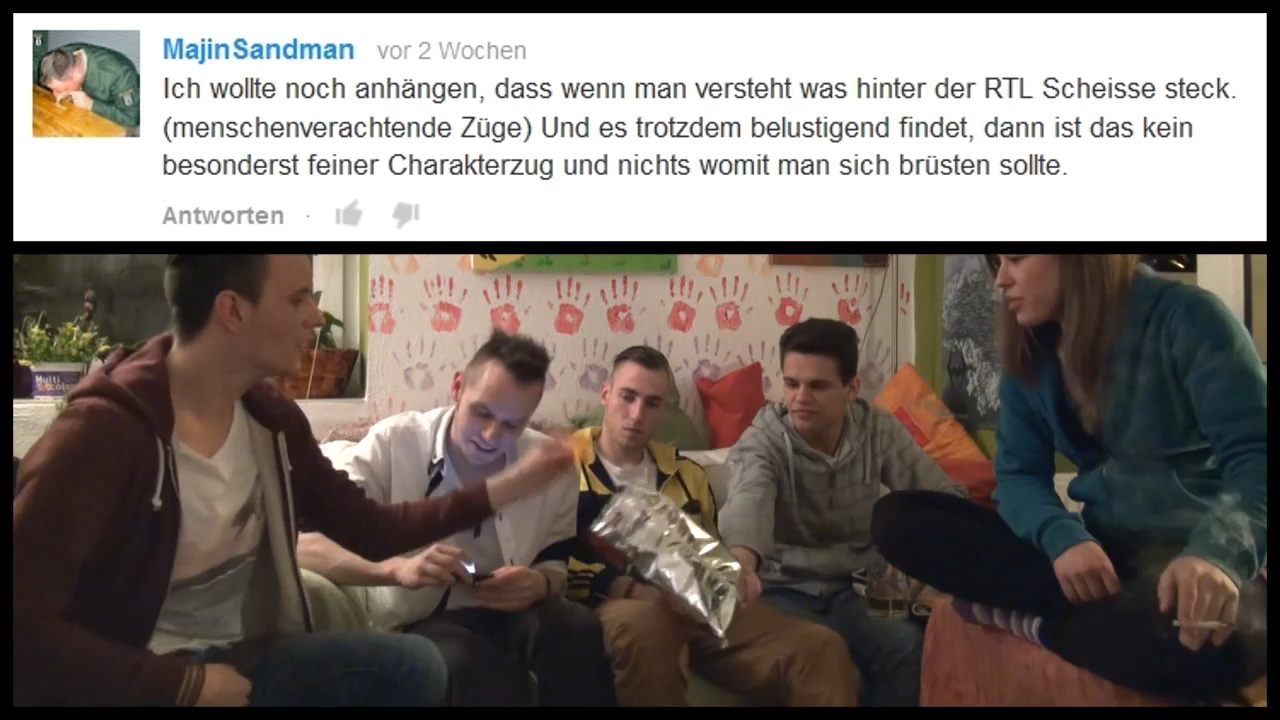 MajinSandman vor 2 Wochen
Ich wollte noch anhängen, dass wenn man versteht was hinter der RTL Scheisse steck.
(menschenverachtende Züge) Und es trotzdem belustigend findet, dann ist das kein
besonderst feiner Charakterzug und nichts womit man sich brüsten sollte.
Antworten ·
Multi